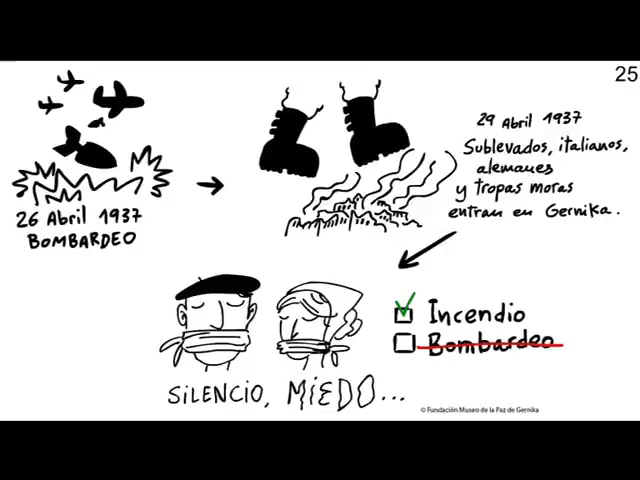 25
26 Abril 1937
BOMBARDEO
29 Abril 1937
Sublevados, italianos,
alemanes
y tropas moras
entran en Gernika.
Incendio
Bombardeo
SILENCIO, MIEDO...
© Fundación Museo de la Paz de Gernika